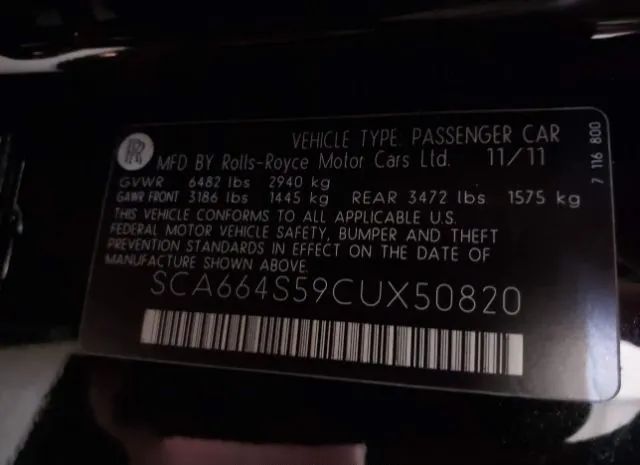 VEHICLE TYPE. PASSENGER CAR
RR
MFD BY Rolls-Royce Motor Cars Ltd. 11/11
GVWR 6482 lbs 2940 kg
GAWR FRONT 3186 lbs 1445 kg REAR 3472 lbs 1575 kg
THIS VEHICLE CONFORMS TO ALL APPLICABLE U.S.
FEDERAL MOTOR VEHICLE SAFETY, BUMPER AND THEFT
PREVENTION STANDARDS IN EFFECT ON THE DATE OF
MANUFACTURE SHOWN ABOVE.
SCA664S59CUX50820
7 116 800